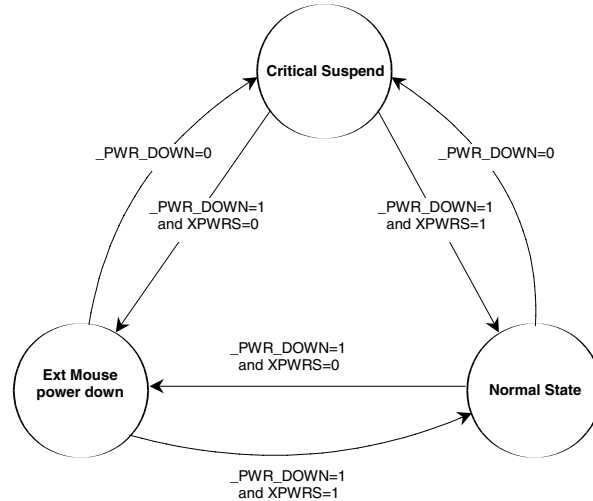 Critical Suspend
_PWR_DOWN=0
_PWR_DOWN=0
_PWR_DOWN=1
and XPWRS=0
_PWR_DOWN=1
and XPWRS=1
_PWR_DOWN=1
and XPWRS=0
Ext Mouse
power down
Normal State
_PWR_DOWN=1
and XPWRS=1